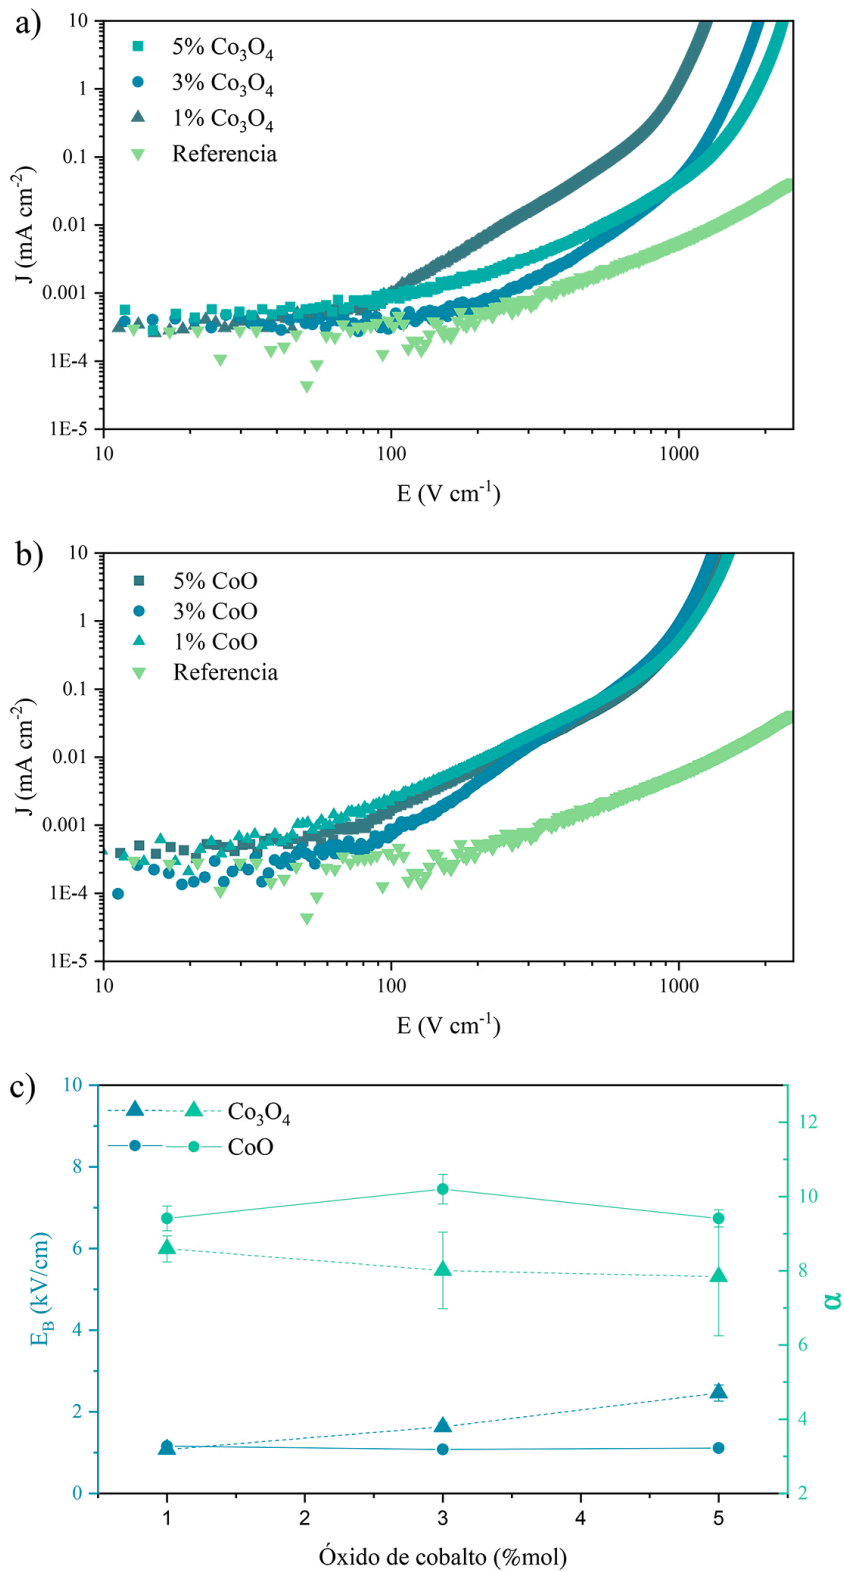 a)
10
1
0.1
0.01
0.001
1E-4
1E-5
J (mA cm⁻²)
5% Co₃O₄
3% Co₃O₄
1% Co₃O₄
Referencia
10 100 1000
E (V cm⁻¹)
b)
10
1
0.1
0.01
0.001
1E-4
1E-5
J (mA cm⁻²)
5% CoO
3% CoO
1% CoO
Referencia
10 100 1000
E (V cm⁻¹)
c)
10
8
6
4
2
0
E_B (kV/cm)
Co₃O₄
CoO
12
10
8
6
4
2
α
1 2 3 4 5
Óxido de cobalto (%mol)